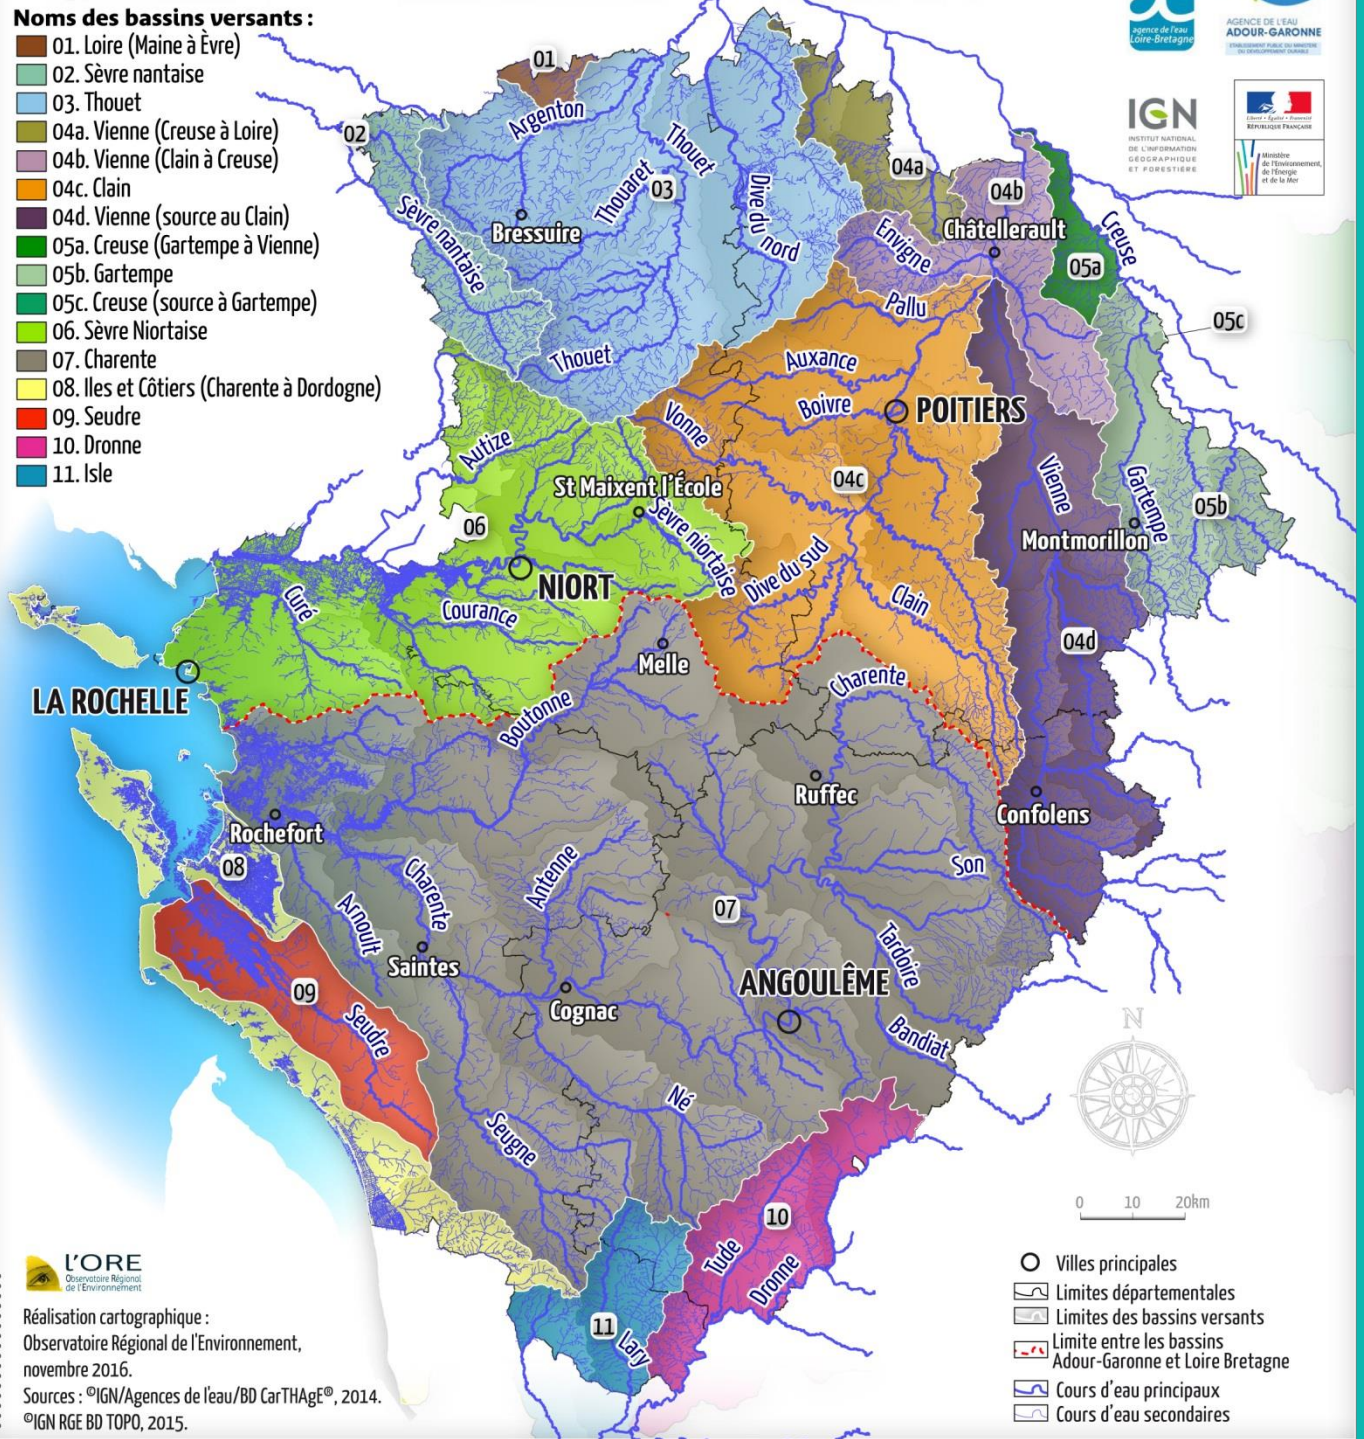 Noms des bassins versants :
01. Loire (Maine à Èvre)
02. Sèvre nantaise
03. Thouet
04a. Vienne (Creuse à Loire)
04b. Vienne (Clain à Creuse)
04c. Clain
04d. Vienne (source au Clain)
05a. Creuse (Gartempe à Vienne)
05b. Gartempe
05c. Creuse (source à Gartempe)
06. Sèvre Niortaise
07. Charente
08. Iles et Côtiers (Charente à Dordogne)
09. Seudre
10. Dronne
11. Isle
agence de l'eau
Loire-Bretagne
AGENCE DE L'EAU
ADOUR-GARONNE
ÉTABLISSEMENT PUBLIC DU MINISTÈRE
DU DÉVELOPPEMENT DURABLE
IGN
INSTITUT NATIONAL
DE L'INFORMATION
GÉOGRAPHIQUE
ET FORESTIÈRE
Liberté • Égalité • Fraternité
RÉPUBLIQUE FRANÇAISE
Ministère
de l'Environnement,
de l'Énergie
et de la Mer
01
02
Argenton
Thouet
03
Thouaret
Dive du nord
Bressuire
Sèvre nantaise
04a
04b
Châtellerault
Envigne
Creuse
05a
05c
Pallu
Thouet
Auxance
Boivre
POITIERS
Vonne
Autize
04c
St Maixent l'École
Sèvre niortaise
06
NIORT
Vienne
Gartempe
05b
Montmorillon
Curé
Courance
Dive du sud
Clain
04d
Melle
LA ROCHELLE
Boutonne
Charente
Ruffec
Confolens
Rochefort
08
Charente
Antenne
Son
Arnoult
07
Tardoire
Saintes
ANGOULÊME
09
Cognac
Seudre
Bandiat
Né
Seugne
10
Tude
Dronne
11
Lary
N
0 10 20km
Villes principales
Limites départementales
Limites des bassins versants
Limite entre les bassins
Adour-Garonne et Loire Bretagne
Cours d'eau principaux
Cours d'eau secondaires
L'ORE
Observatoire Régional
de l'Environnement
Réalisation cartographique :
Observatoire Régional de l'Environnement,
novembre 2016.
Sources : ©IGN/Agences de l'eau/BD CarTHAgE®, 2014.
©IGN RGE BD TOPO, 2015.